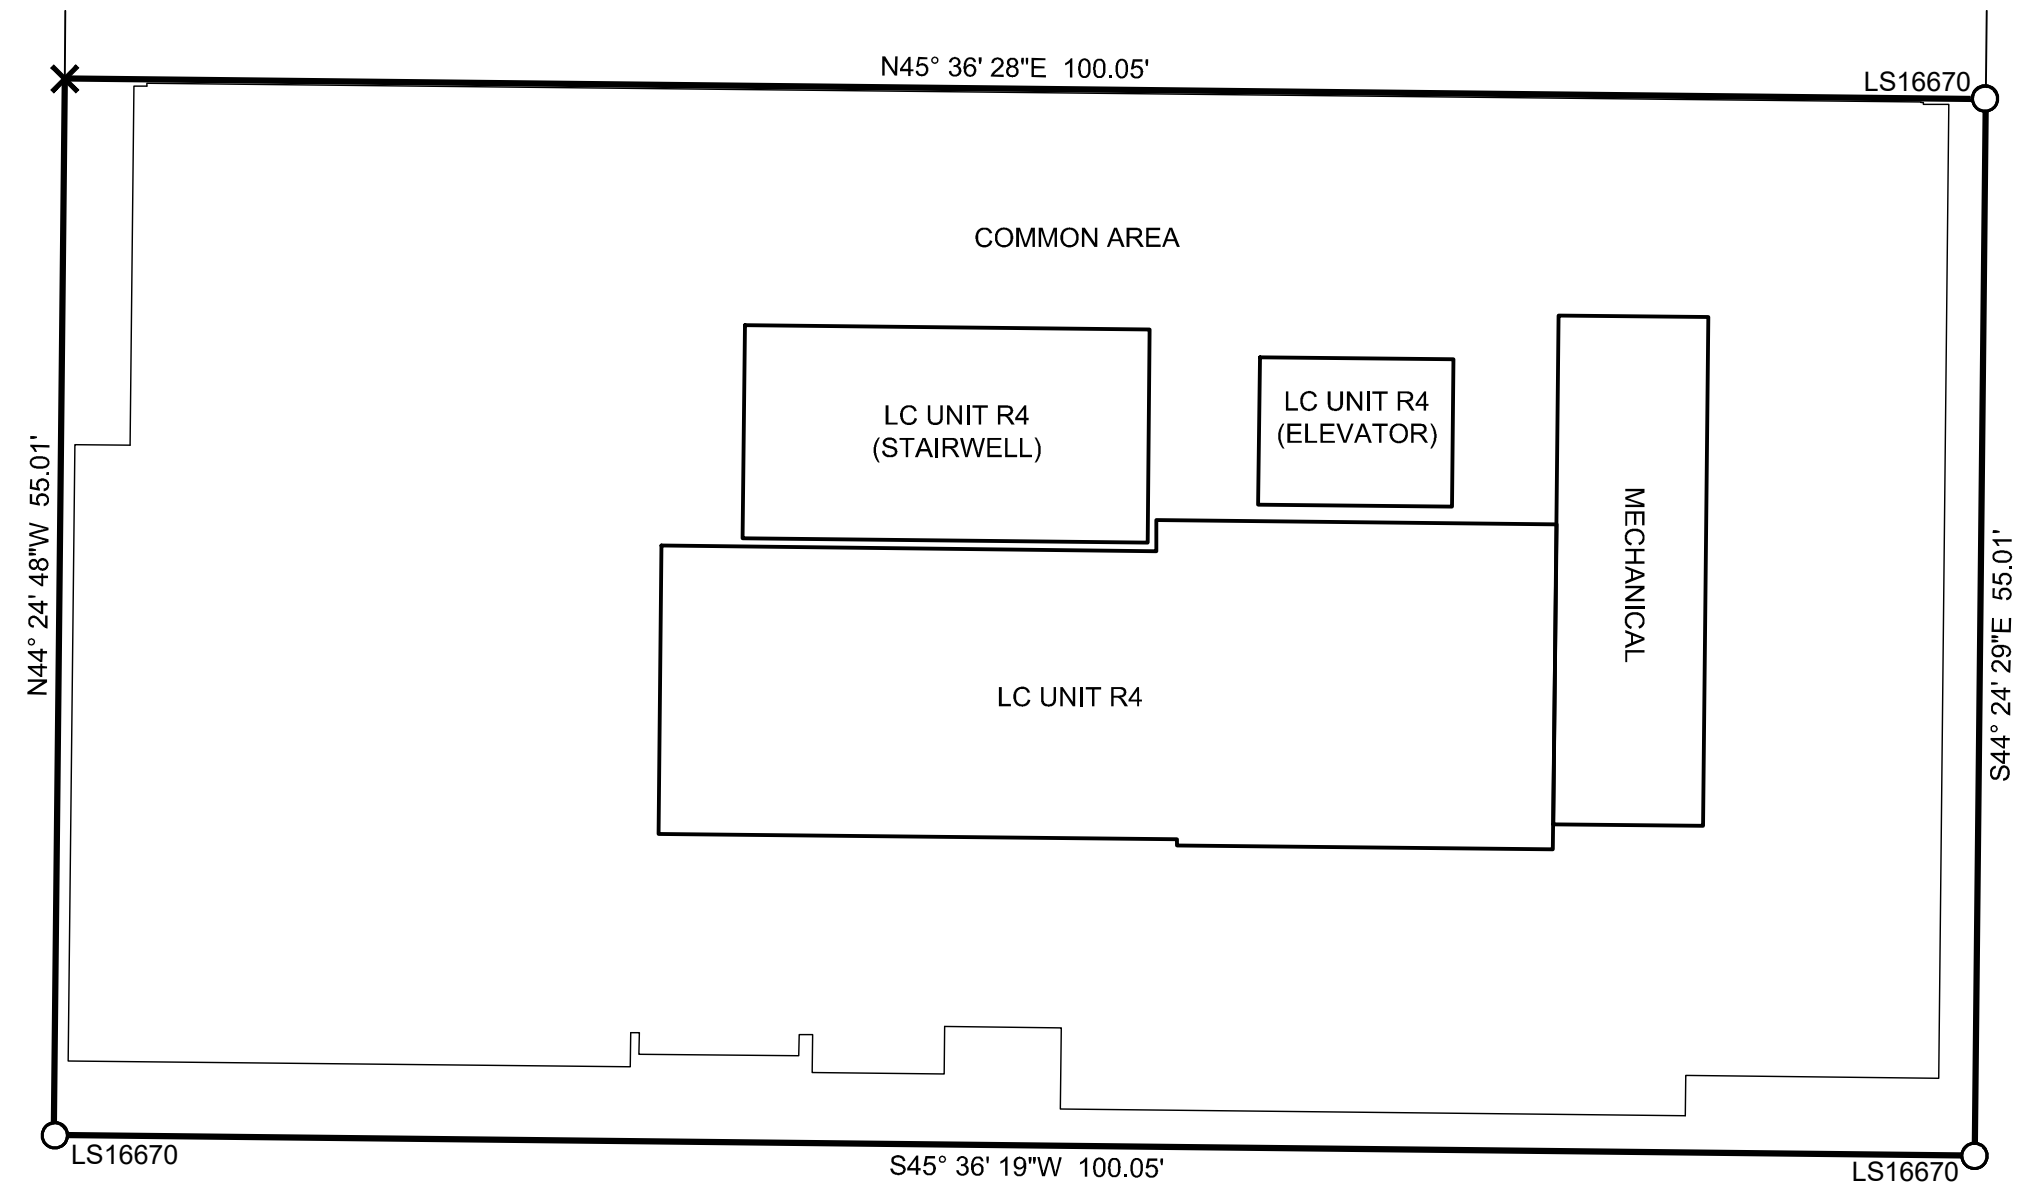 N45° 36' 28"E 100.05'
LS16670
COMMON AREA
LC UNIT R4
(STAIRWELL)
LC UNIT R4
(ELEVATOR)
MECHANICAL
N44° 24' 48"W 55.01'
S44° 24' 29"E 55.01'
LC UNIT R4
LS16670
S45° 36' 19"W 100.05'
LS16670